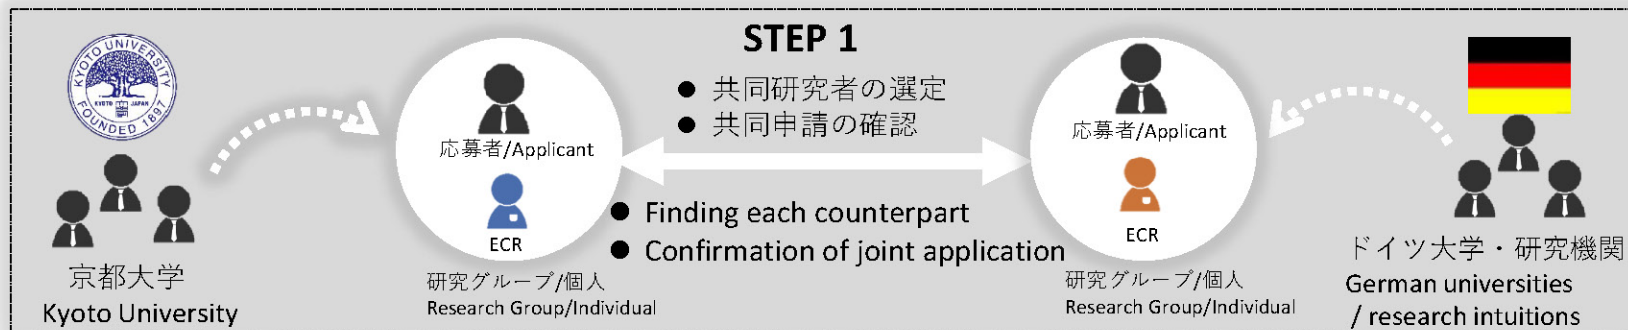 STEP 1
● 共同研究者の選定
● 共同申請の確認
● Finding each counterpart
● Confirmation of joint application
KYOTO UNIVERSITY
KYOTO JAPAN
FOUNDED 1897
京都大学
Kyoto University
応募者/Applicant
ECR
研究グループ/個人
Research Group/Individual
応募者/Applicant
ECR
研究グループ/個人
Research Group/Individual
ドイツ大学・研究機関
German universities
/ research intuitions